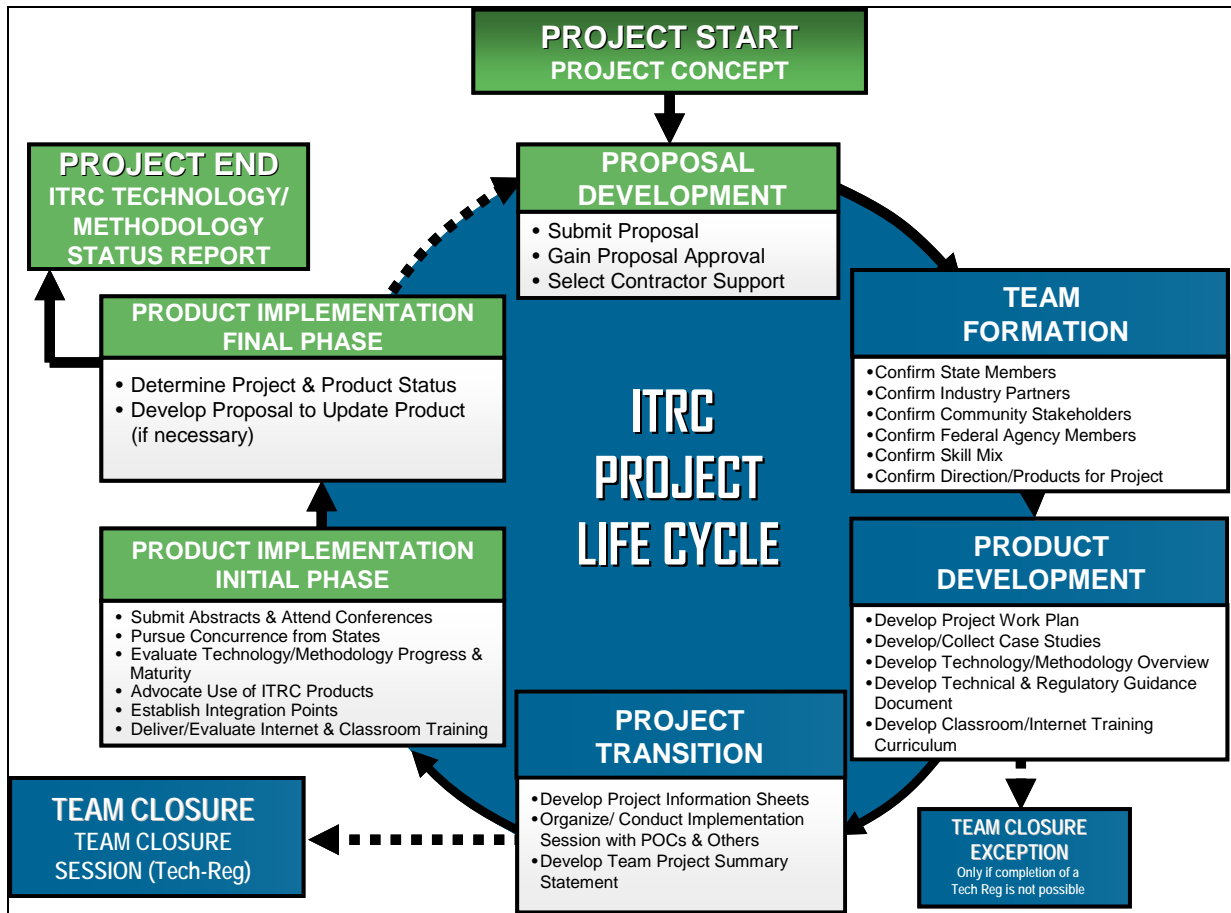 PROJECT START
PROJECT CONCEPT
PROPOSAL
DEVELOPMENT
• Submit Proposal
• Gain Proposal Approval
• Select Contractor Support
TEAM
FORMATION
•Confirm State Members
•Confirm Industry Partners
•Confirm Community Stakeholders
•Confirm Federal Agency Members
•Confirm Skill Mix
•Confirm Direction/Products for Project
PRODUCT
DEVELOPMENT
•Develop Project Work Plan
•Develop/Collect Case Studies
•Develop Technology/Methodology Overview
•Develop Technical & Regulatory Guidance
Document
•Develop Classroom/Internet Training
Curriculum
TEAM CLOSURE
EXCEPTION
Only if completion of a
Tech Reg is not possible
PROJECT
TRANSITION
•Develop Project Information Sheets
•Organize/ Conduct Implementation
Session with POCs & Others
•Develop Team Project Summary
Statement
TEAM CLOSURE
TEAM CLOSURE
SESSION (Tech-Reg)
PRODUCT IMPLEMENTATION
INITIAL PHASE
• Submit Abstracts & Attend Conferences
• Pursue Concurrence from States
• Evaluate Technology/Methodology Progress &
Maturity
• Advocate Use of ITRC Products
• Establish Integration Points
• Deliver/Evaluate Internet & Classroom Training
PRODUCT IMPLEMENTATION
FINAL PHASE
• Determine Project & Product Status
• Develop Proposal to Update Product
(if necessary)
PROJECT END
ITRC TECHNOLOGY/
METHODOLOGY
STATUS REPORT
ITRC
PROJECT
LIFE CYCLE